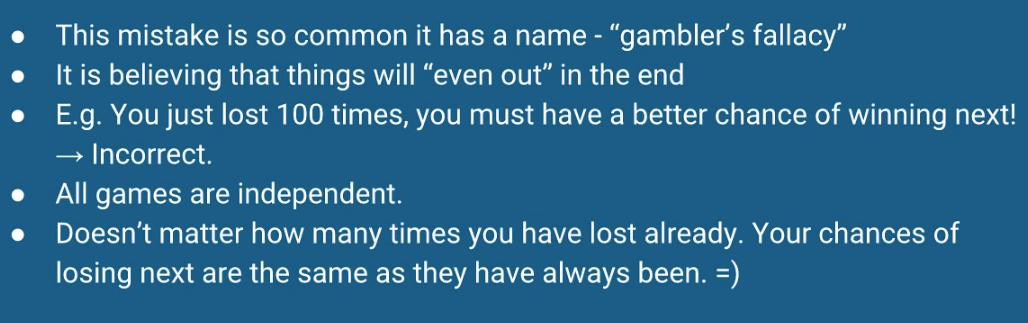 ● This mistake is so common it has a name - “gambler’s fallacy”
● It is believing that things will “even out” in the end
● E.g. You just lost 100 times, you must have a better chance of winning next!
→ Incorrect.
● All games are independent.
● Doesn’t matter how many times you have lost already. Your chances of
losing next are the same as they have always been. =)